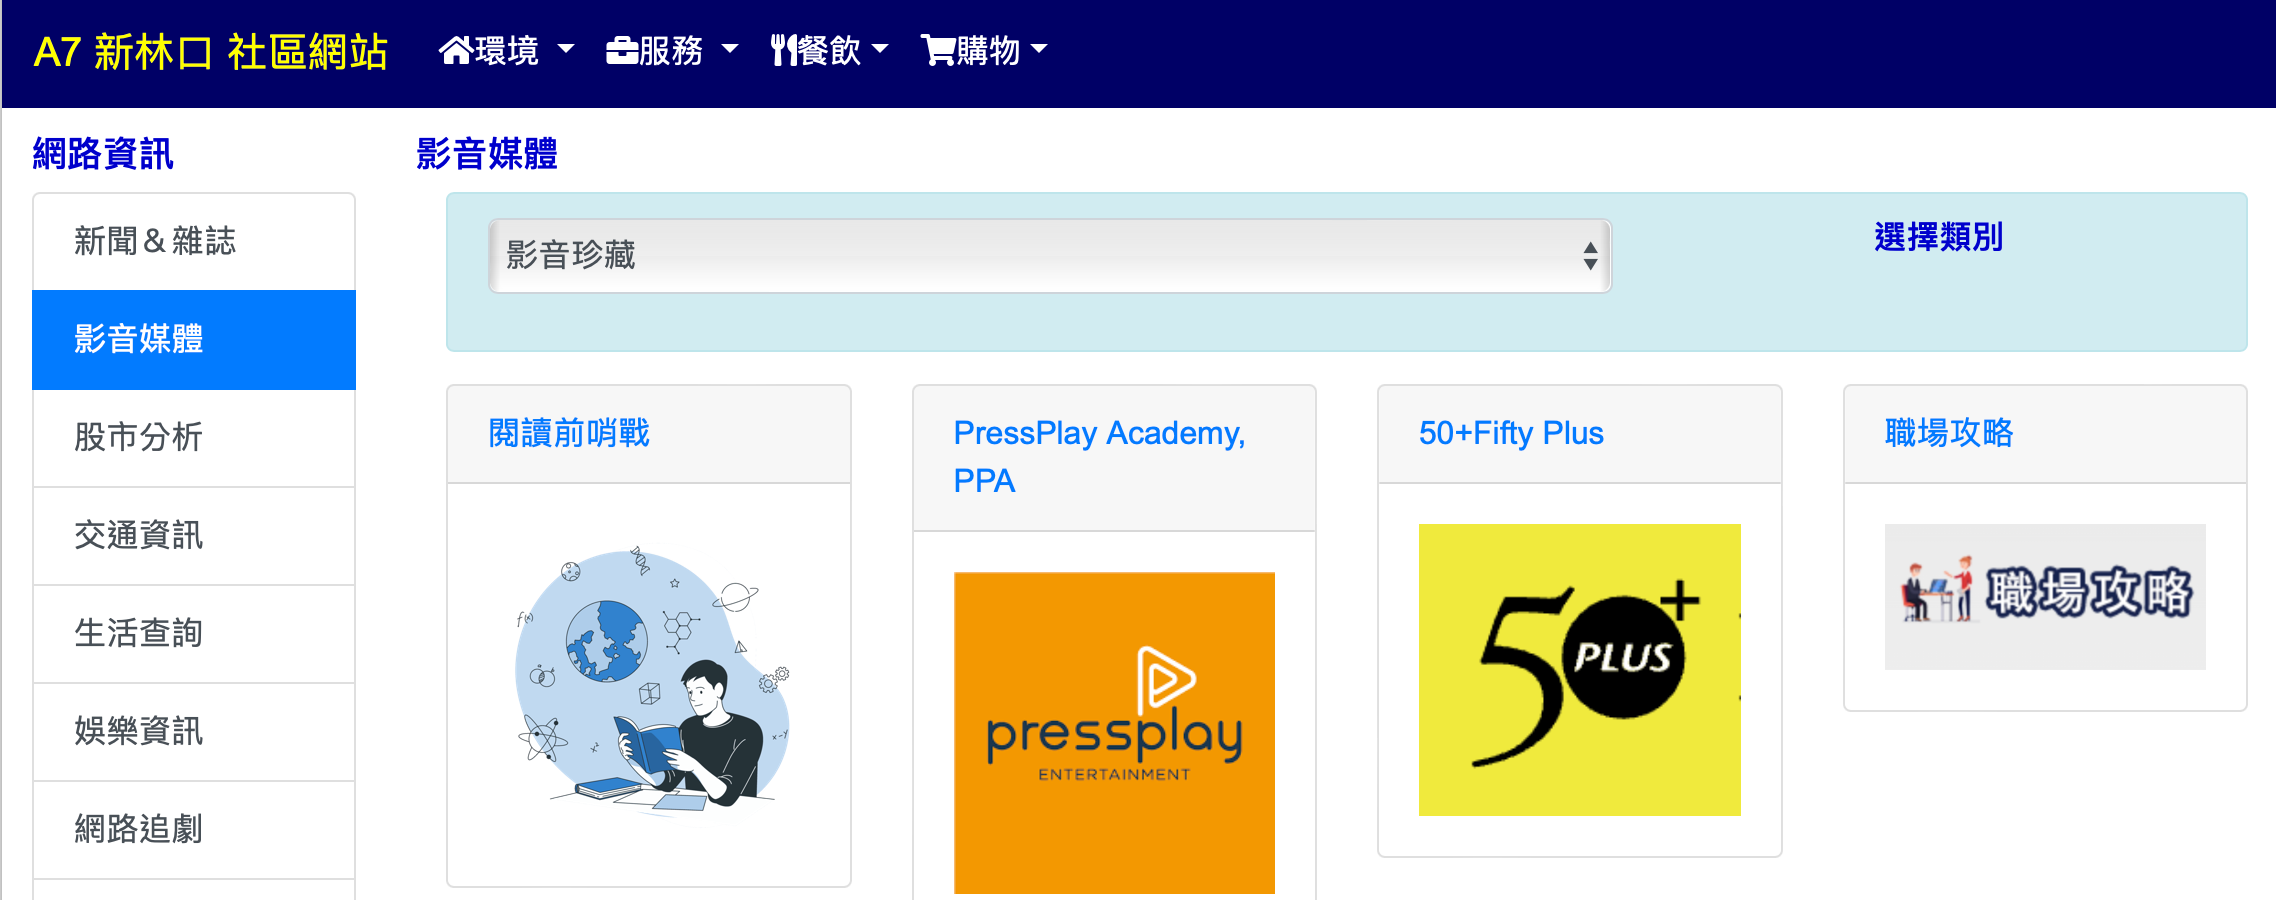 A7 新林口 社區網站
環境
服務
餐飲
購物
網路資訊
新聞＆雜誌
影音媒體
股市分析
交通資訊
生活查詢
娛樂資訊
網路追劇
影音媒體
影音珍藏
選擇類別
閱讀前哨戰
f(x)
x²
x-y
PressPlay Academy,
PPA
pressplay
ENTERTAINMENT
50+Fifty Plus
50+
PLUS
職場攻略
職場攻略